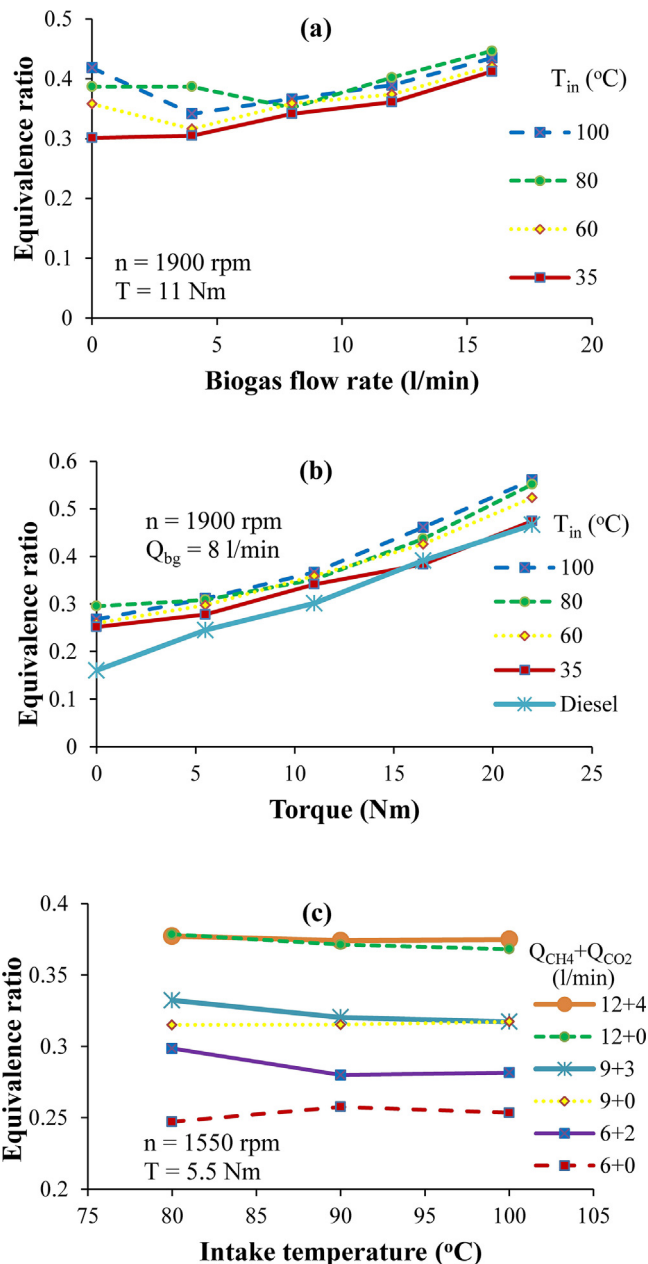 (a)
0.5
0.4
0.3
0.2
0.1
0
Equivalence ratio
T_in (°C)
100
80
60
35
n = 1900 rpm
T = 11 Nm
0 5 10 15 20
Biogas flow rate (l/min)
(b)
0.6
0.5
0.4
0.3
0.2
0.1
0
Equivalence ratio
n = 1900 rpm
Q_bg = 8 l/min
T_in (°C)
100
80
60
35
Diesel
0 5 10 15 20 25
Torque (Nm)
(c)
0.4
0.35
0.3
0.25
0.2
Equivalence ratio
Q_CH4+Q_CO2
(l/min)
12+4
12+0
9+3
9+0
6+2
6+0
n = 1550 rpm
T = 5.5 Nm
75 80 85 90 95 100 105
Intake temperature (°C)